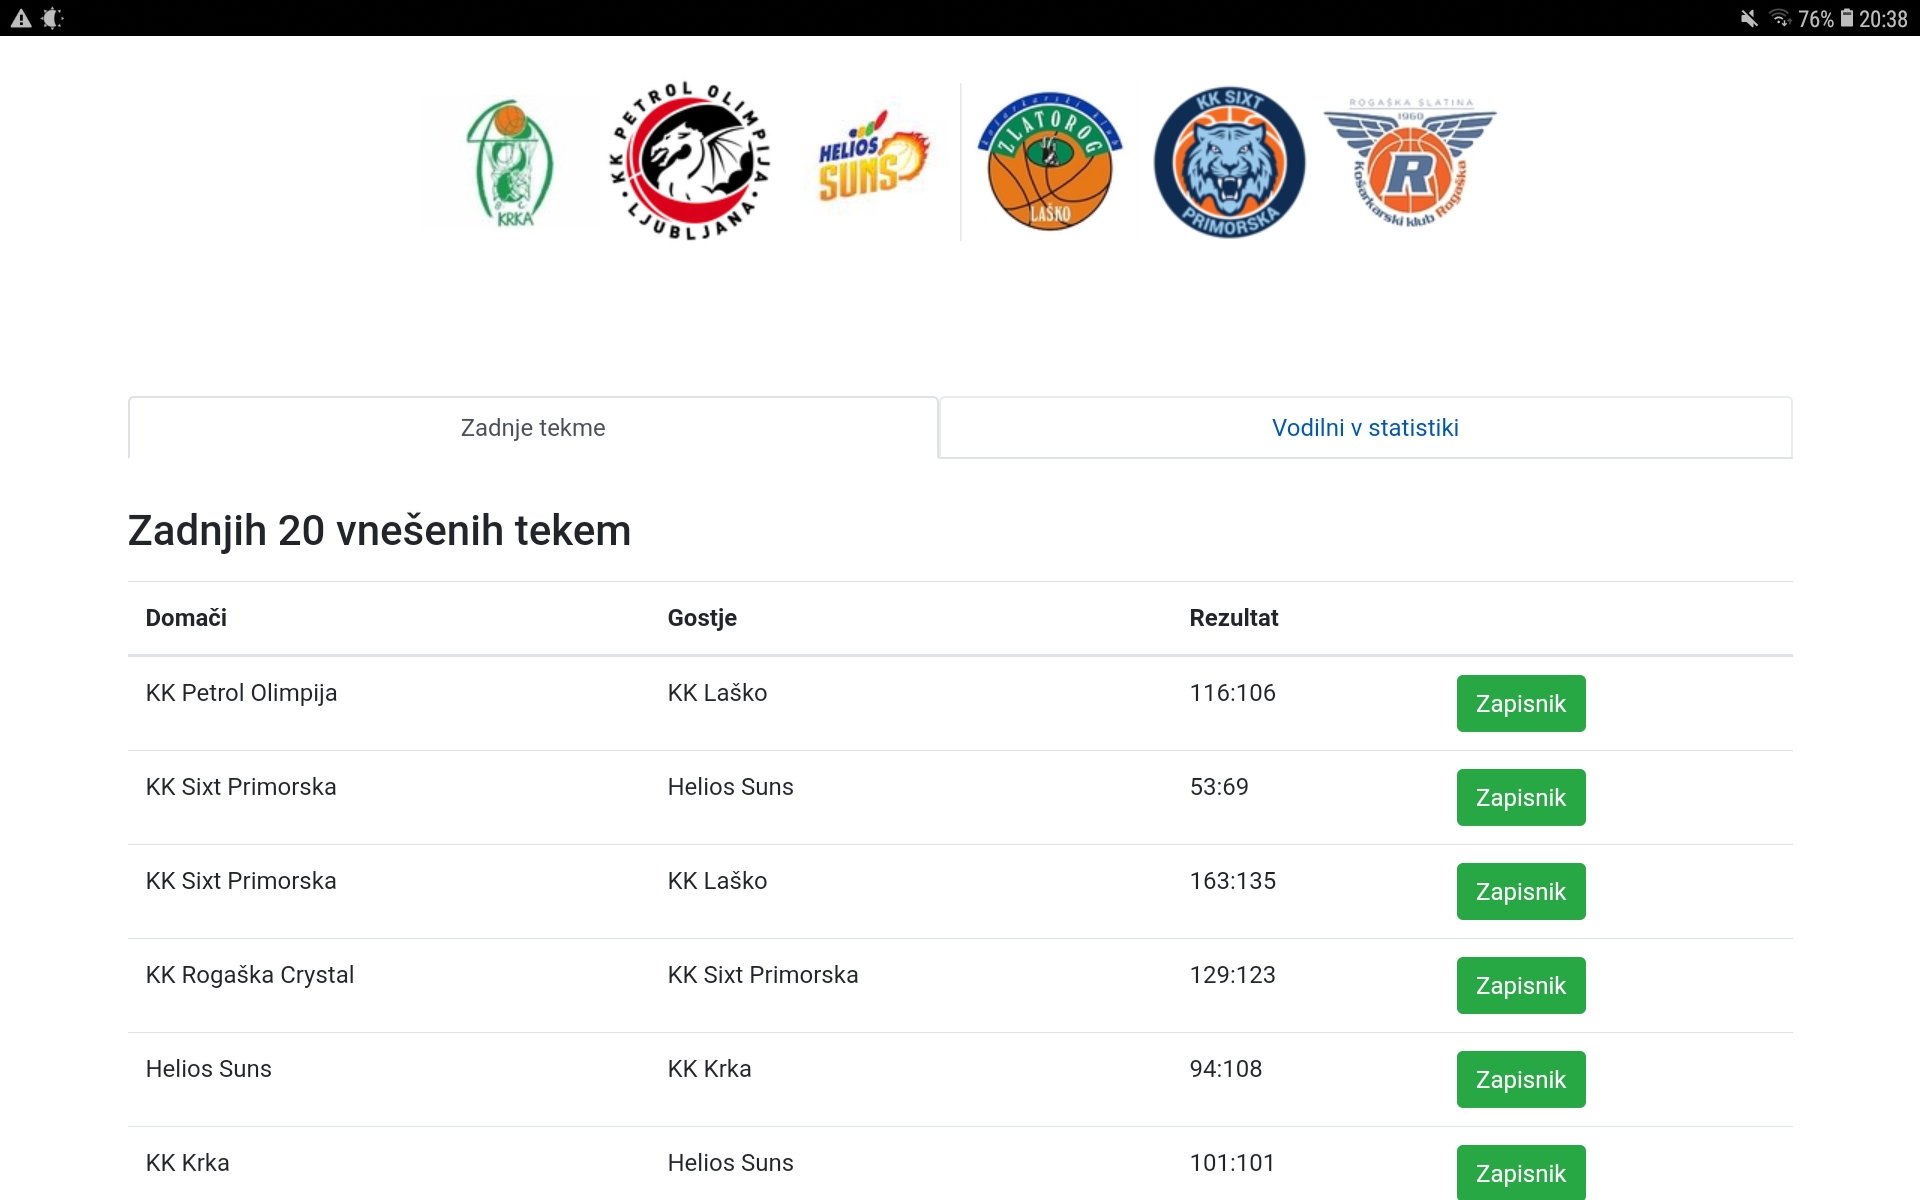 76% 20:38
KRKA
KK PETROL OLIMPIJA
LJUBLJANA
HELIOS
SUNS
ZLATOROG
LAŠKO
KK SIXT
PRIMORSKA
ROGAŠKA SLATINA
1960
R
Košarkarski klub Rogaška
Zadnje tekme
Vodilni v statistiki
Zadnjih 20 vnešenih tekem
Domači Gostje Rezultat
KK Petrol Olimpija KK Laško 116:106 Zapisnik
KK Sixt Primorska Helios Suns 53:69 Zapisnik
KK Sixt Primorska KK Laško 163:135 Zapisnik
KK Rogaška Crystal KK Sixt Primorska 129:123 Zapisnik
Helios Suns KK Krka 94:108 Zapisnik
KK Krka Helios Suns 101:101 Zapisnik